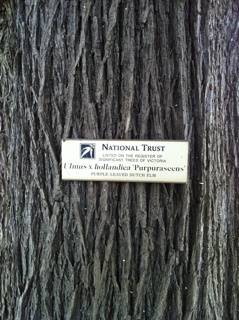 NATIONAL TRUST
LISTED ON THE REGISTER OF
SIGNIFICANT TREES OF VICTORIA
Ulmus x hollandica 'Purpurascens'
PURPLE LEAVED DUTCH ELM